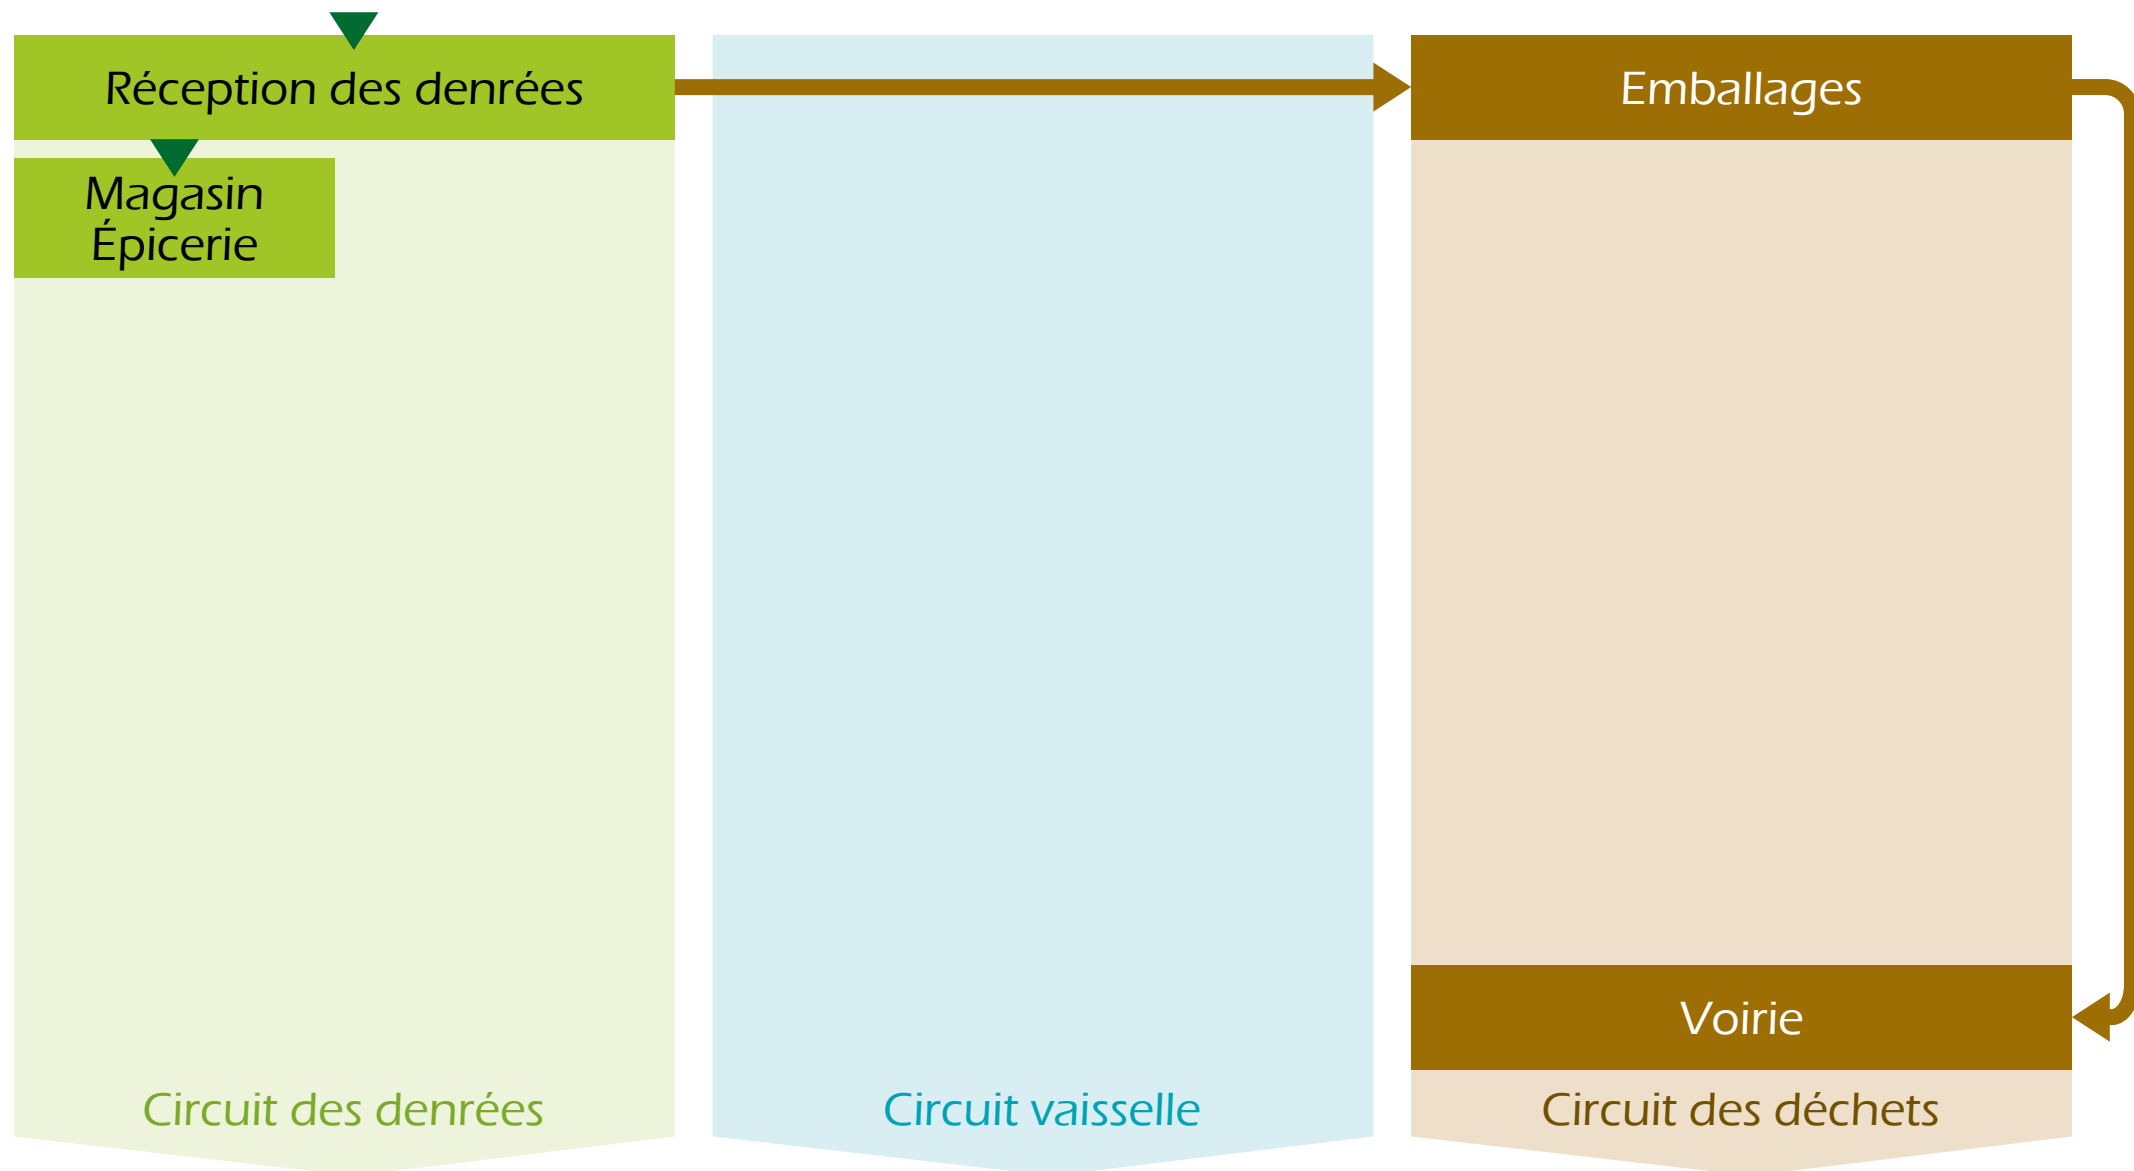 Réception des denrées
Emballages
Magasin
Épicerie
Voirie
Circuit des denrées
Circuit vaisselle
Circuit des déchets